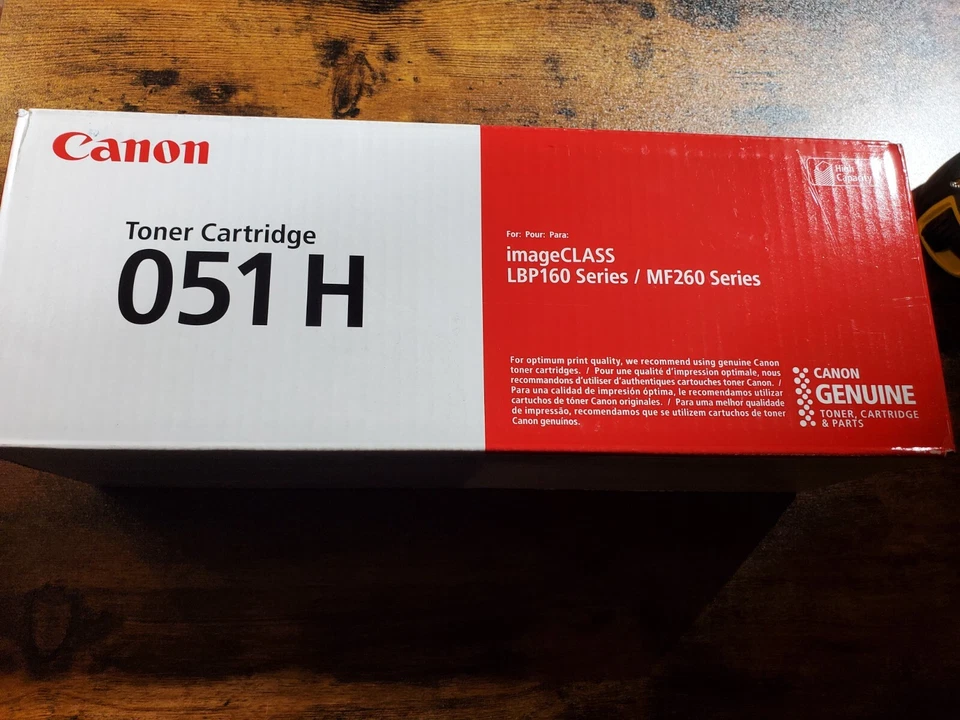 Canon
Toner Cartridge
051 H
High
Capacity
For: Pour: Para:
imageCLASS
LBP160 Series / MF260 Series
For optimum print quality, we recommend using genuine Canon
toner cartridges. / Pour une qualité d'impression optimale, nous
recommandons d'utiliser d'authentiques cartouches toner Canon. /
Para una calidad de impresión óptima, le recomendamos utilizar
cartuchos de tóner Canon originales. / Para uma melhor qualidade
de impressão, recomendamos que se utilizem cartuchos de toner
Canon genuínos.
CANON
GENUINE
TONER, CARTRIDGE
& PARTS